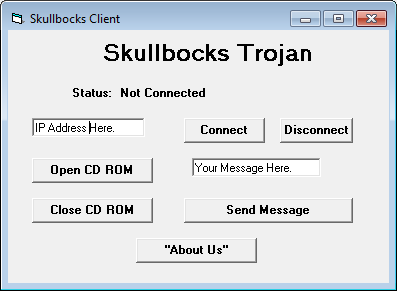 Skullbocks Client
Skullbocks Trojan
Status: Not Connected
IP Address Here.
Connect
Disconnect
Open CD ROM
Your Message Here.
Close CD ROM
Send Message
"About Us"